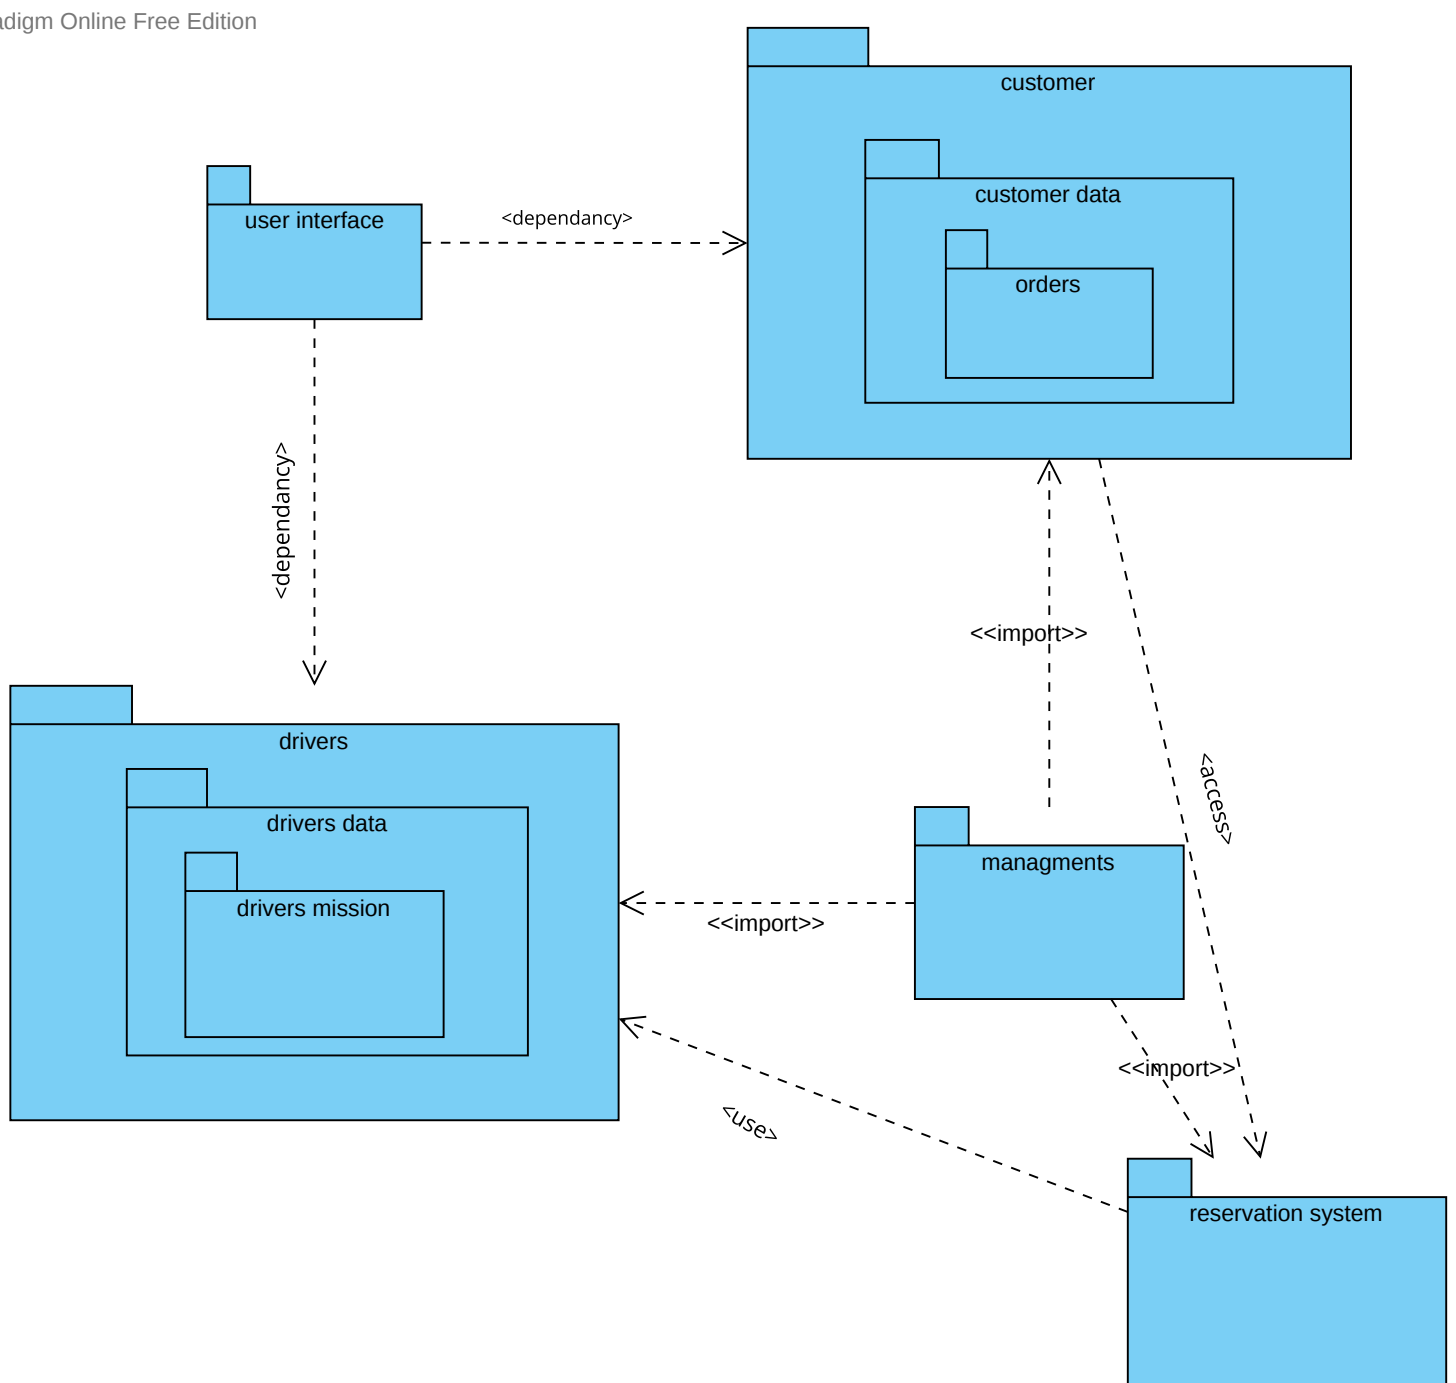 adigm Online Free Edition
customer
customer data
user interface
<dependancy>
orders
<dependancy>
<<import>>
drivers
<access>
drivers data
managments
drivers mission
<<import>>
<<import>>
<use>
reservation system